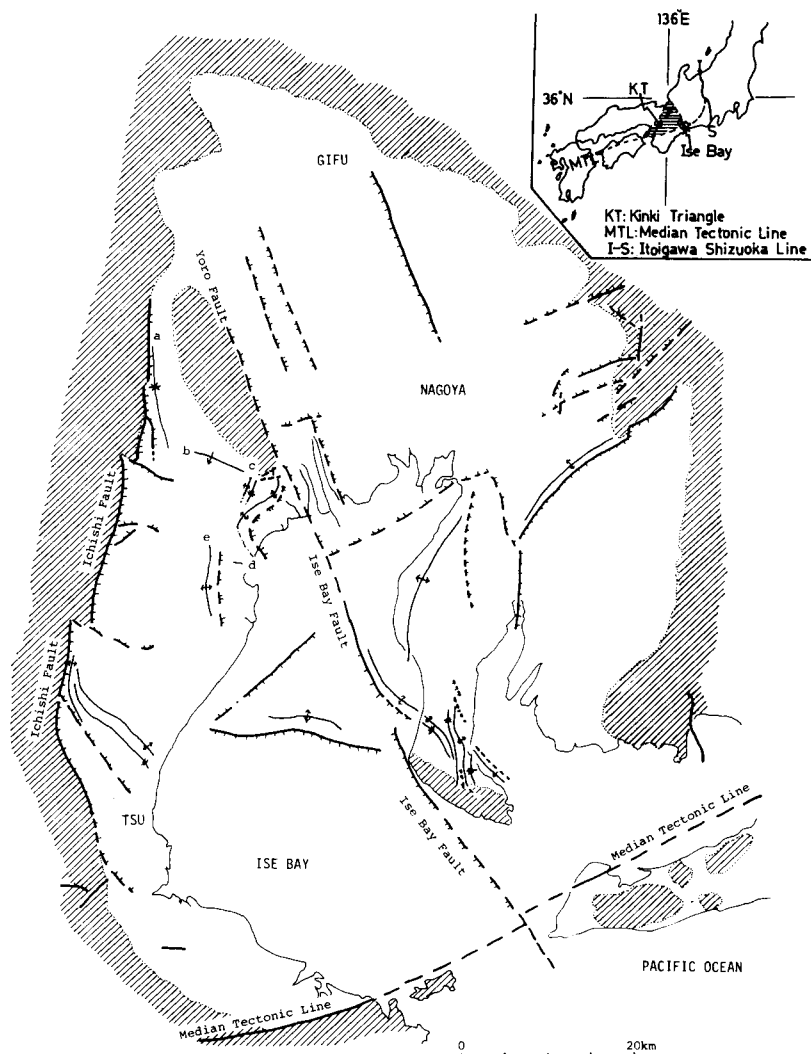 136°E
36°N
KT
I
S
MTL
Ise Bay
KT: Kinki Triangle
MTL: Median Tectonic Line
I-S: Itoigawa Shizuoka Line
GIFU
Yoro Fault
a
NAGOYA
b
c
Ichishi Fault
e
d
Ise Bay Fault
Ichishi Fault
TSU
ISE BAY
Ise Bay Fault
Median Tectonic Line
PACIFIC OCEAN
Median Tectonic Line
0 20km